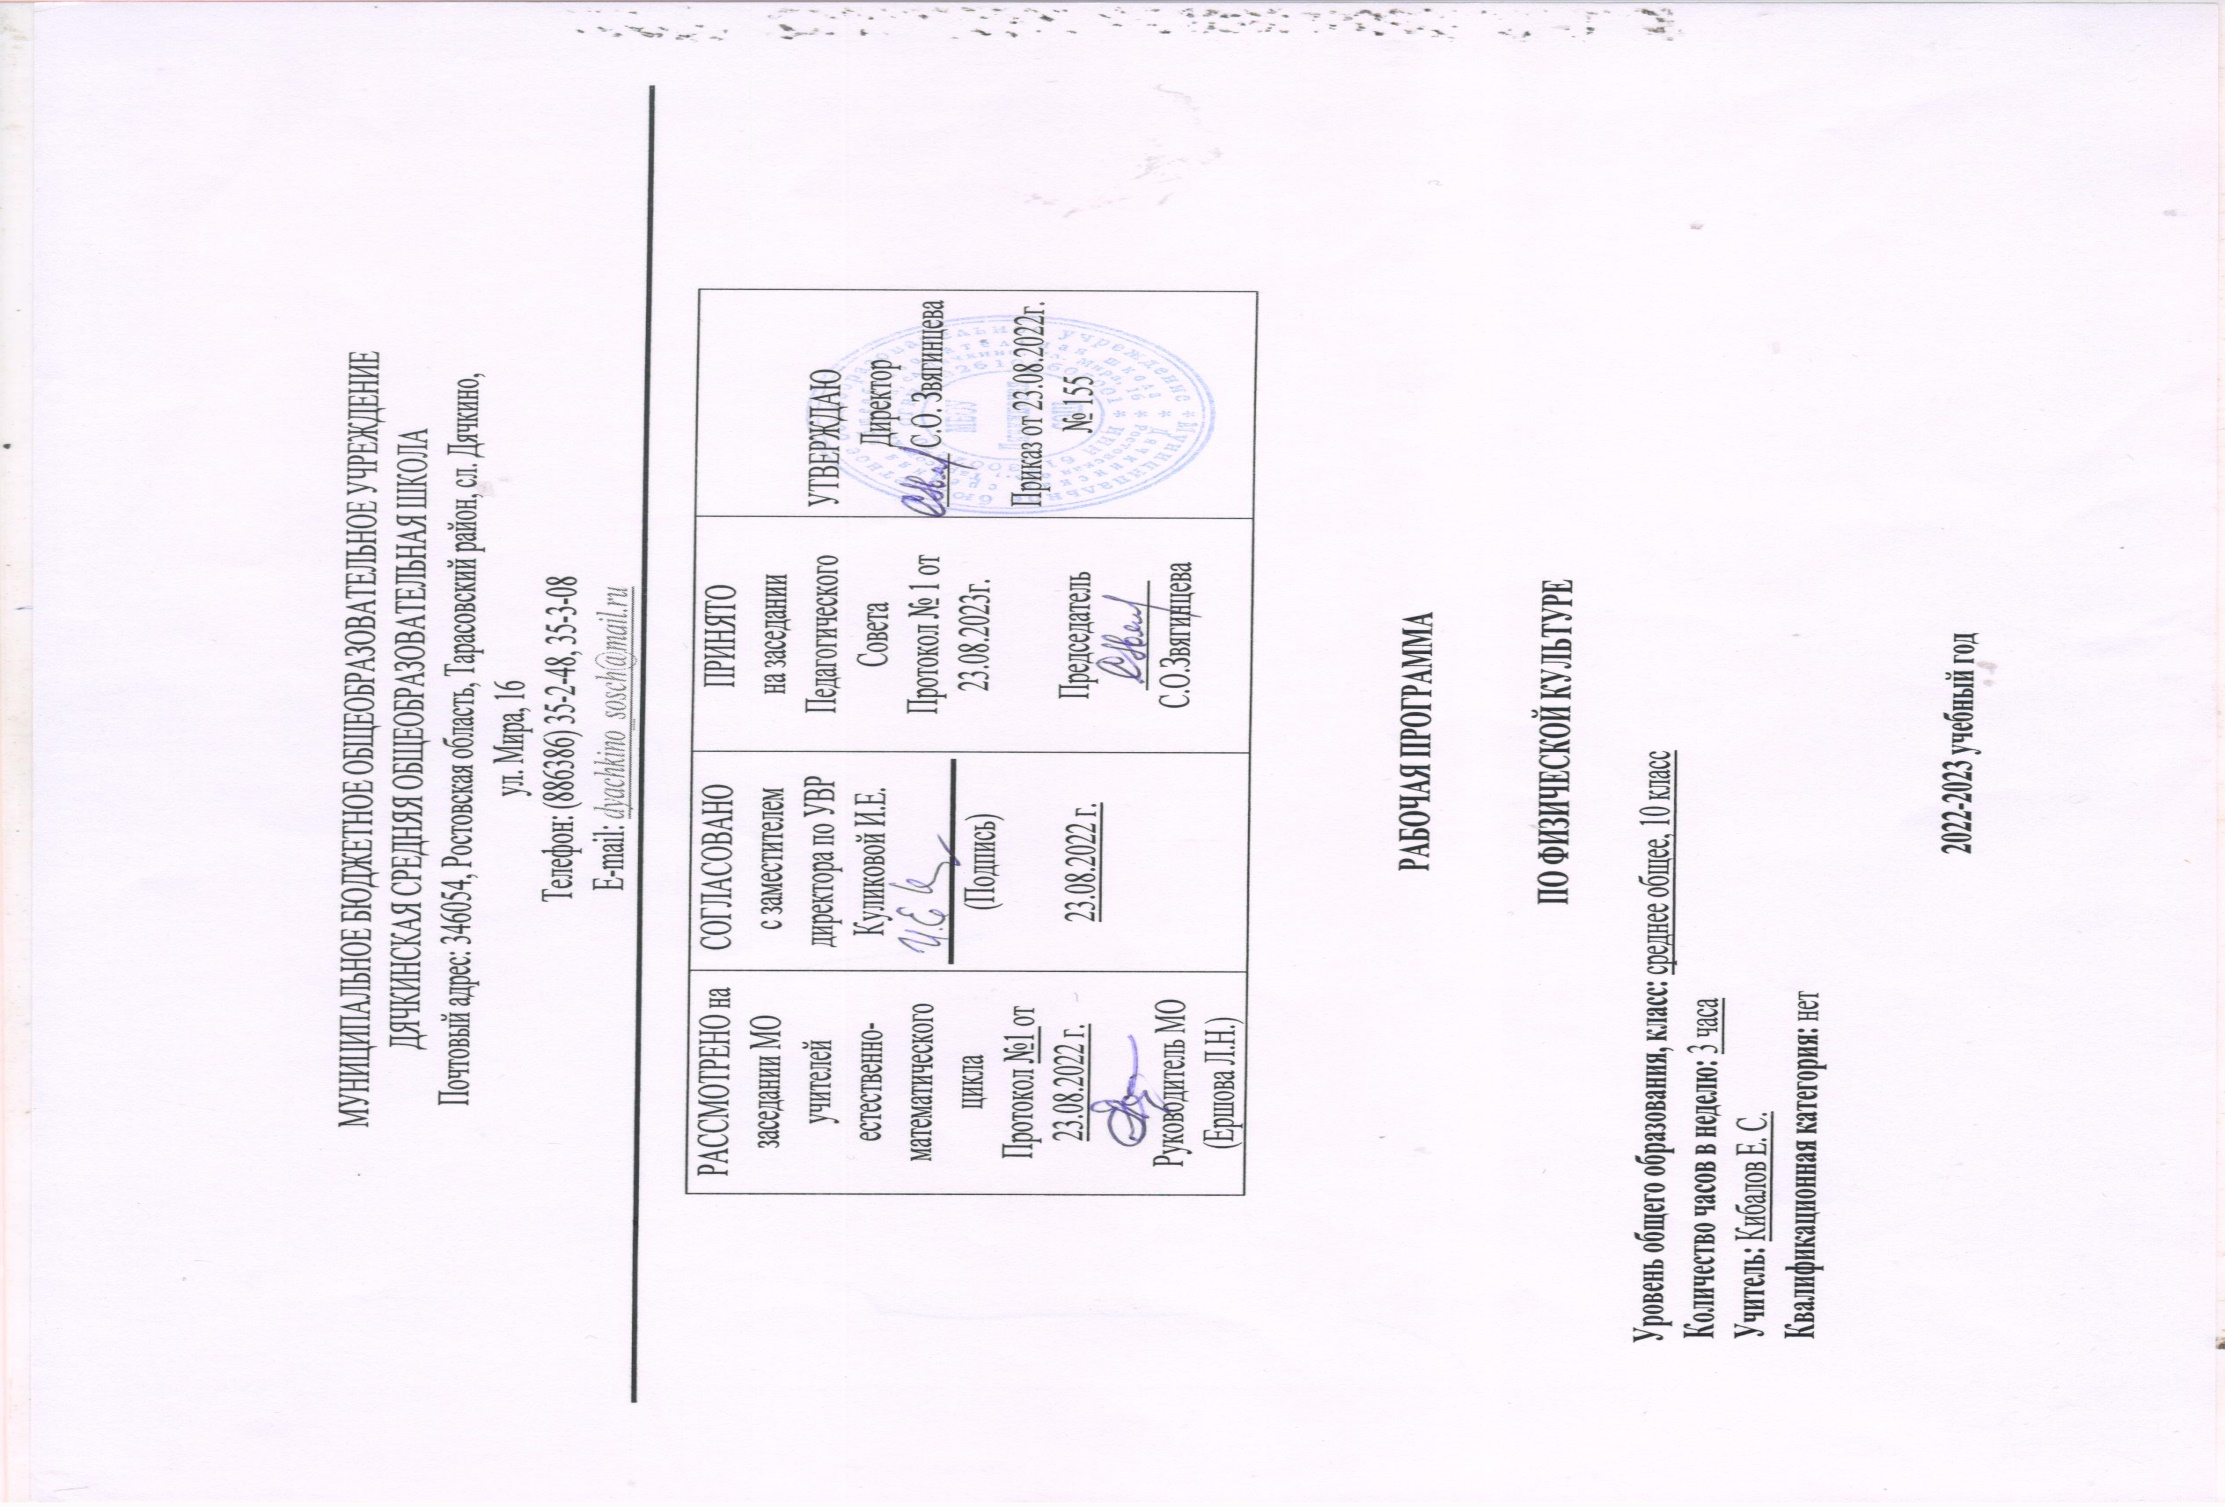 МУНИЦИПАЛЬНОЕ БЮДЖЕТНОЕ ОБЩЕОБРАЗОВАТЕЛЬНОЕ УЧРЕЖДЕНИЕ
ДЯЧКИНСКАЯ СРЕДНЯЯ ОБЩЕОБРАЗОВАТЕЛЬНАЯ ШКОЛА
Почтовый адрес: 346054, Ростовская область, Тарасовский район, сл. Дячкино,
ул. Мира, 16
Телефон: (886386) 35-2-48, 35-3-08
E-mail: dyachkino_sosch@mail.ru
РАССМОТРЕНО на
заседании МО
учителей
естественно-
математического
цикла
Протокол №1 от
23.08.2022 г.
Руководитель МО
(Ершова Л.Н.)
СОГЛАСОВАНО
с заместителем
директора по УВР
Куликовой И.Е.
(Подпись)
23.08.2022 г.
ПРИНЯТО
на заседании
Педагогического
Совета
Протокол № 1 от
23.08.2023г.
Председатель
С.О.Звягинцева
УТВЕРЖДАЮ
Директор
С.О. Звягинцева
Приказ от 23.08.2022г.
№ 155
РАБОЧАЯ ПРОГРАММА
ПО ФИЗИЧЕСКОЙ КУЛЬТУРЕ
Уровень общего образования, класс: среднее общее, 10 класс
Количество часов в неделю: 3 часа
Учитель: Кибалов Е. С.
Квалификационная категория: нет
2022-2023 учебный год